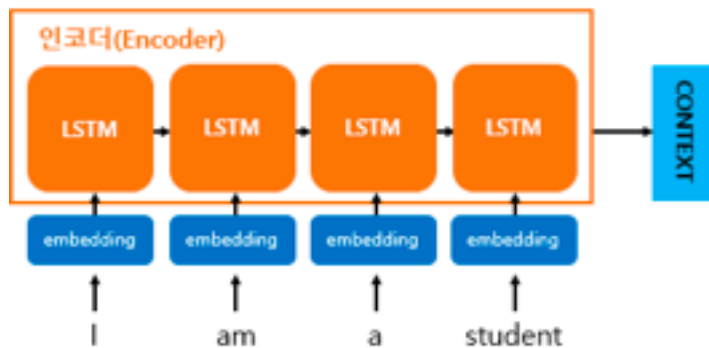 인코더(Encoder)
LSTM LSTM LSTM LSTM
CONTEXT
embedding embedding embedding embedding
I am a student